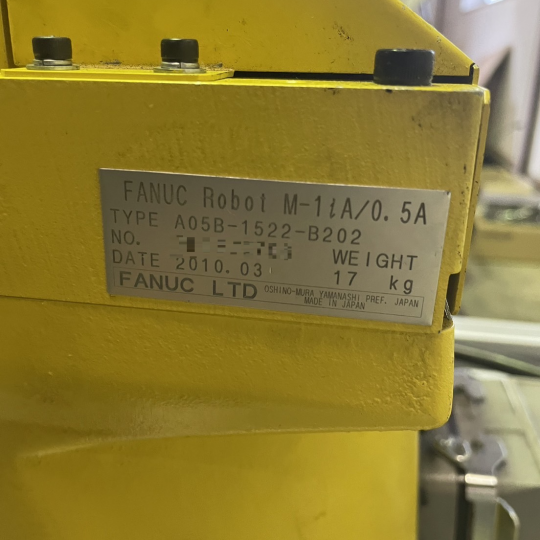 FANUC Robot M-1iA/0.5A
TYPE A05B-1522-B202
NO.
WEIGHT
DATE 2010.03
17 kg
FANUC LTD
OSHINO-MURA YAMANASHI PREF. JAPAN
MADE IN JAPAN